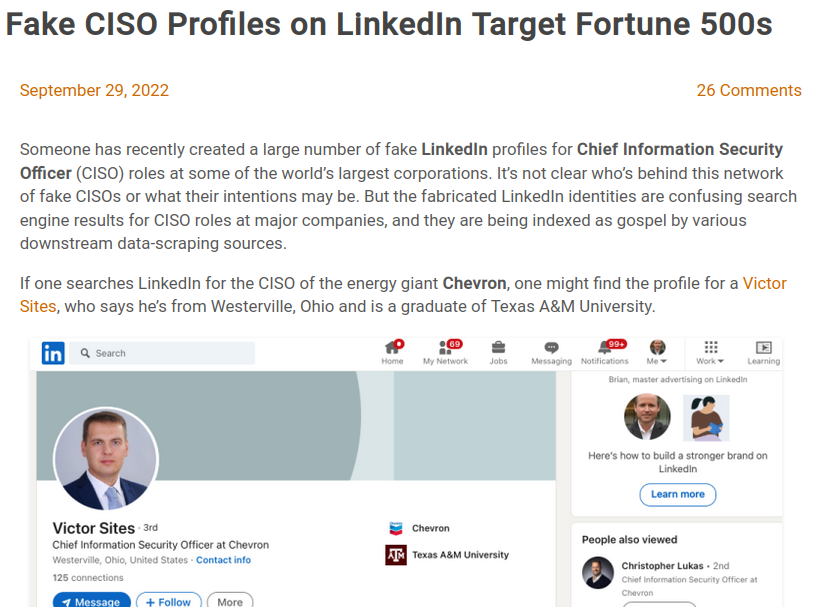 Fake CISO Profiles on LinkedIn Target Fortune 500s
September 29, 2022
26 Comments
Someone has recently created a large number of fake LinkedIn profiles for Chief Information Security
Officer (CISO) roles at some of the world’s largest corporations. It’s not clear who’s behind this network
of fake CISOs or what their intentions may be. But the fabricated LinkedIn identities are confusing search
engine results for CISO roles at major companies, and they are being indexed as gospel by various
downstream data-scraping sources.
If one searches LinkedIn for the CISO of the energy giant Chevron, one might find the profile for a Victor
Sites, who says he’s from Westerville, Ohio and is a graduate of Texas A&M University.
in
Search
69
99+
Home
My Network
Jobs
Messaging
Notifications
Me
Work
Learning
Brian, master advertising on LinkedIn
Here's how to build a stronger brand on
LinkedIn
Learn more
Victor Sites · 3rd
Chief Information Security Officer at Chevron
Westerville, Ohio, United States · Contact info
125 connections
Message
+ Follow
More
Chevron
ATM
Texas A&M University
People also viewed
Christopher Lukas • 2nd
Chief Information Security Officer at
Chevron